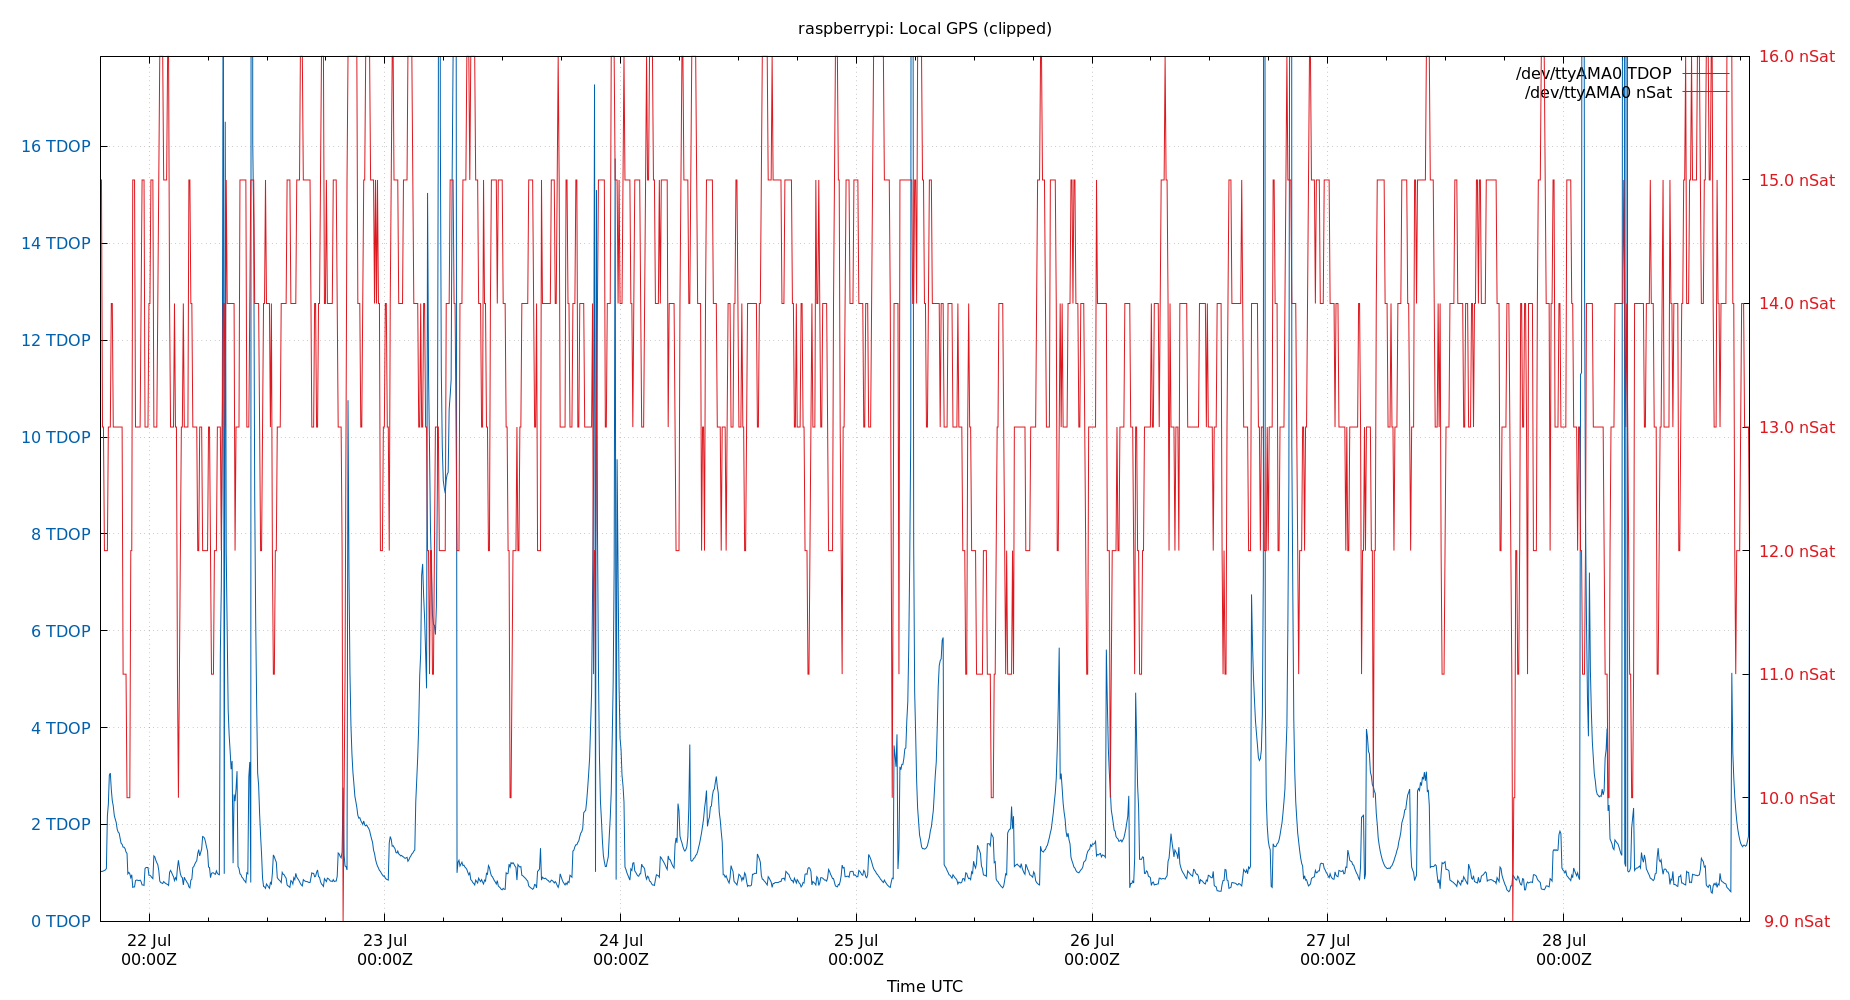 raspberrypi: Local GPS (clipped)
/dev/ttyAMA0 TDOP
/dev/ttyAMA0 nSat
16 TDOP
14 TDOP
12 TDOP
10 TDOP
8 TDOP
6 TDOP
4 TDOP
2 TDOP
0 TDOP
16.0 nSat
15.0 nSat
14.0 nSat
13.0 nSat
12.0 nSat
11.0 nSat
10.0 nSat
9.0 nSat
22 Jul
00:00Z
23 Jul
00:00Z
24 Jul
00:00Z
25 Jul
00:00Z
26 Jul
00:00Z
27 Jul
00:00Z
28 Jul
00:00Z
Time UTC